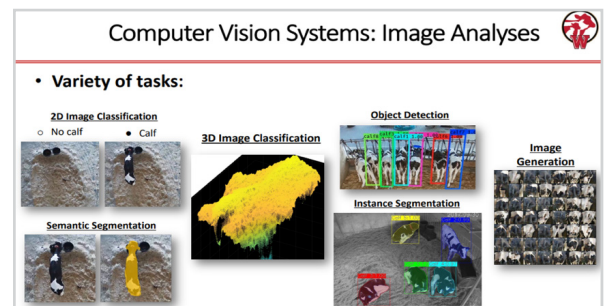 Computer Vision Systems: Image Analyses
W
• Variety of tasks:
2D Image Classification
○ No calf
● Calf
Semantic Segmentation
3D Image Classification
Object Detection
Instance Segmentation
Image
Generation